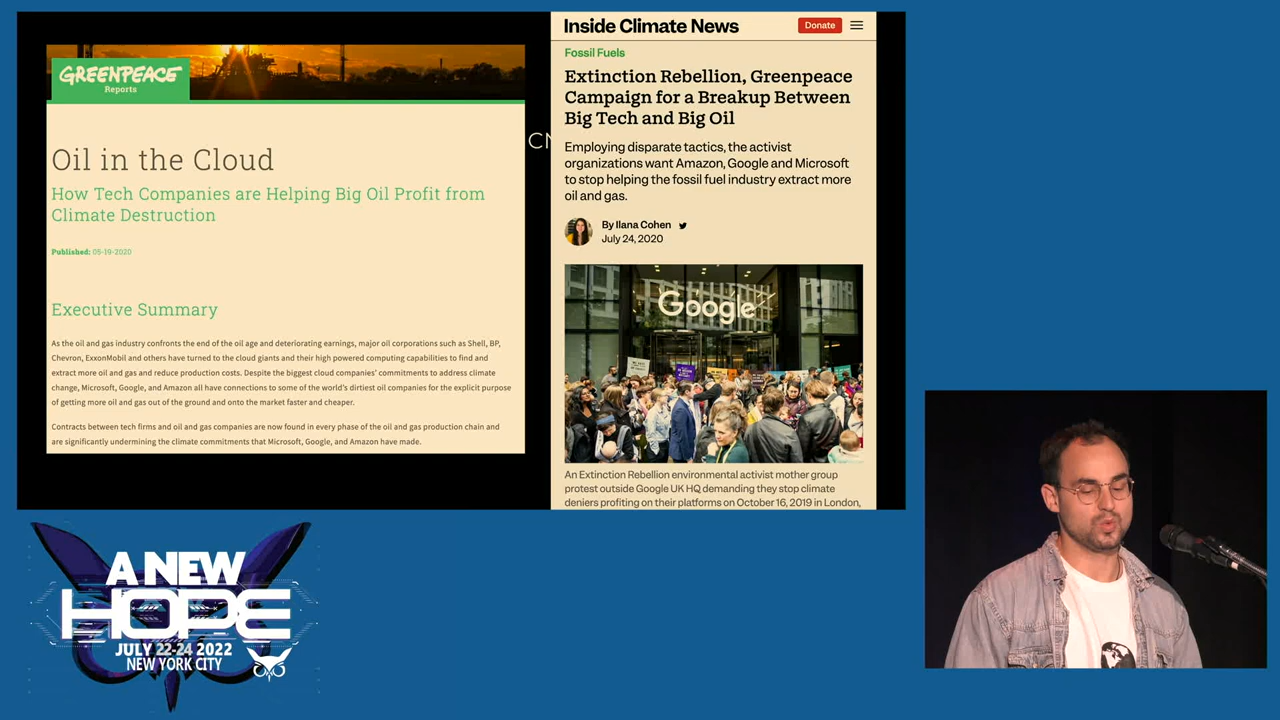 GREENPEACE
Reports
Oil in the Cloud
How Tech Companies are Helping Big Oil Profit from
Climate Destruction
Published: 05-19-2020
Executive Summary
As the oil and gas industry confronts the end of the oil age and deteriorating earnings, major oil corporations such as Shell, BP,
Chevron, ExxonMobil and others have turned to the cloud giants and their high powered computing capabilities to find and
extract more oil and gas and reduce production costs. Despite the biggest cloud companies' commitments to address climate
change, Microsoft, Google, and Amazon all have connections to some of the world's dirtiest oil companies for the explicit purpose
of getting more oil and gas out of the ground and onto the market faster and cheaper.
Contracts between tech firms and oil and gas companies are now found in every phase of the oil and gas production chain and
are significantly undermining the climate commitments that Microsoft, Google, and Amazon have made.
Inside Climate News
Donate
Fossil Fuels
Extinction Rebellion, Greenpeace
Campaign for a Breakup Between
Big Tech and Big Oil
Employing disparate tactics, the activist
organizations want Amazon, Google and Microsoft
to stop helping the fossil fuel industry extract more
oil and gas.
By Ilana Cohen
July 24, 2020
Google
An Extinction Rebellion environmental activist mother group
protest outside Google UK HQ demanding they stop climate
deniers profiting on their platforms on October 16, 2019 in London,
A NEW
HOPE
JULY 22-24 2022
NEW YORK CITY